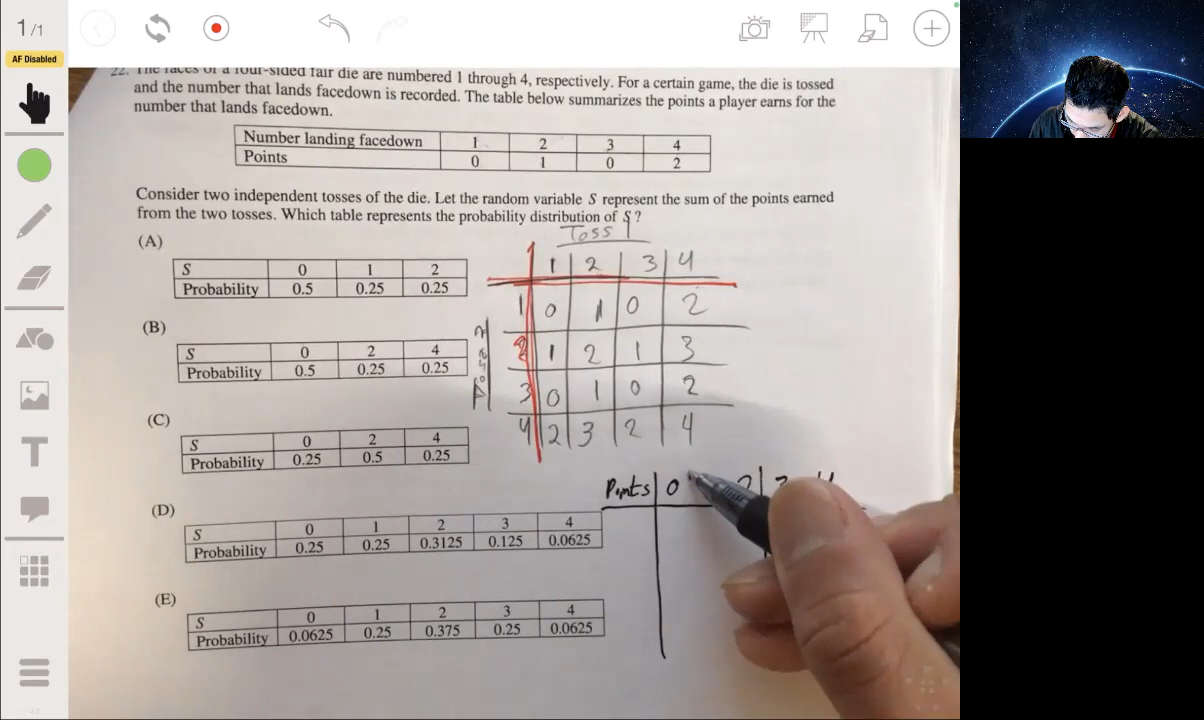 1/1
AF Disabled
22. The faces of a four-sided fair die are numbered 1 through 4, respectively. For a certain game, the die is tossed
and the number that lands facedown is recorded. The table below summarizes the points a player earns for the
number that lands facedown.
Number landing facedown 1 2 3 4
Points 0 1 0 2
Consider two independent tosses of the die. Let the random variable S represent the sum of the points earned
from the two tosses. Which table represents the probability distribution of S?
(A)
S 0 1 2
Probability 0.5 0.25 0.25
(B)
S 0 2 4
Probability 0.5 0.25 0.25
(C)
S 0 2 4
Probability 0.25 0.5 0.25
(D)
S 0 1 2 3 4
Probability 0.25 0.25 0.3125 0.125 0.0625
(E)
S 0 1 2 3 4
Probability 0.0625 0.25 0.375 0.25 0.0625
Toss 1
1 2 3 4
1 0 1 0 2
2 1 2 1 3
3 0 1 0 2
4 2 3 2 4
Points 0
T